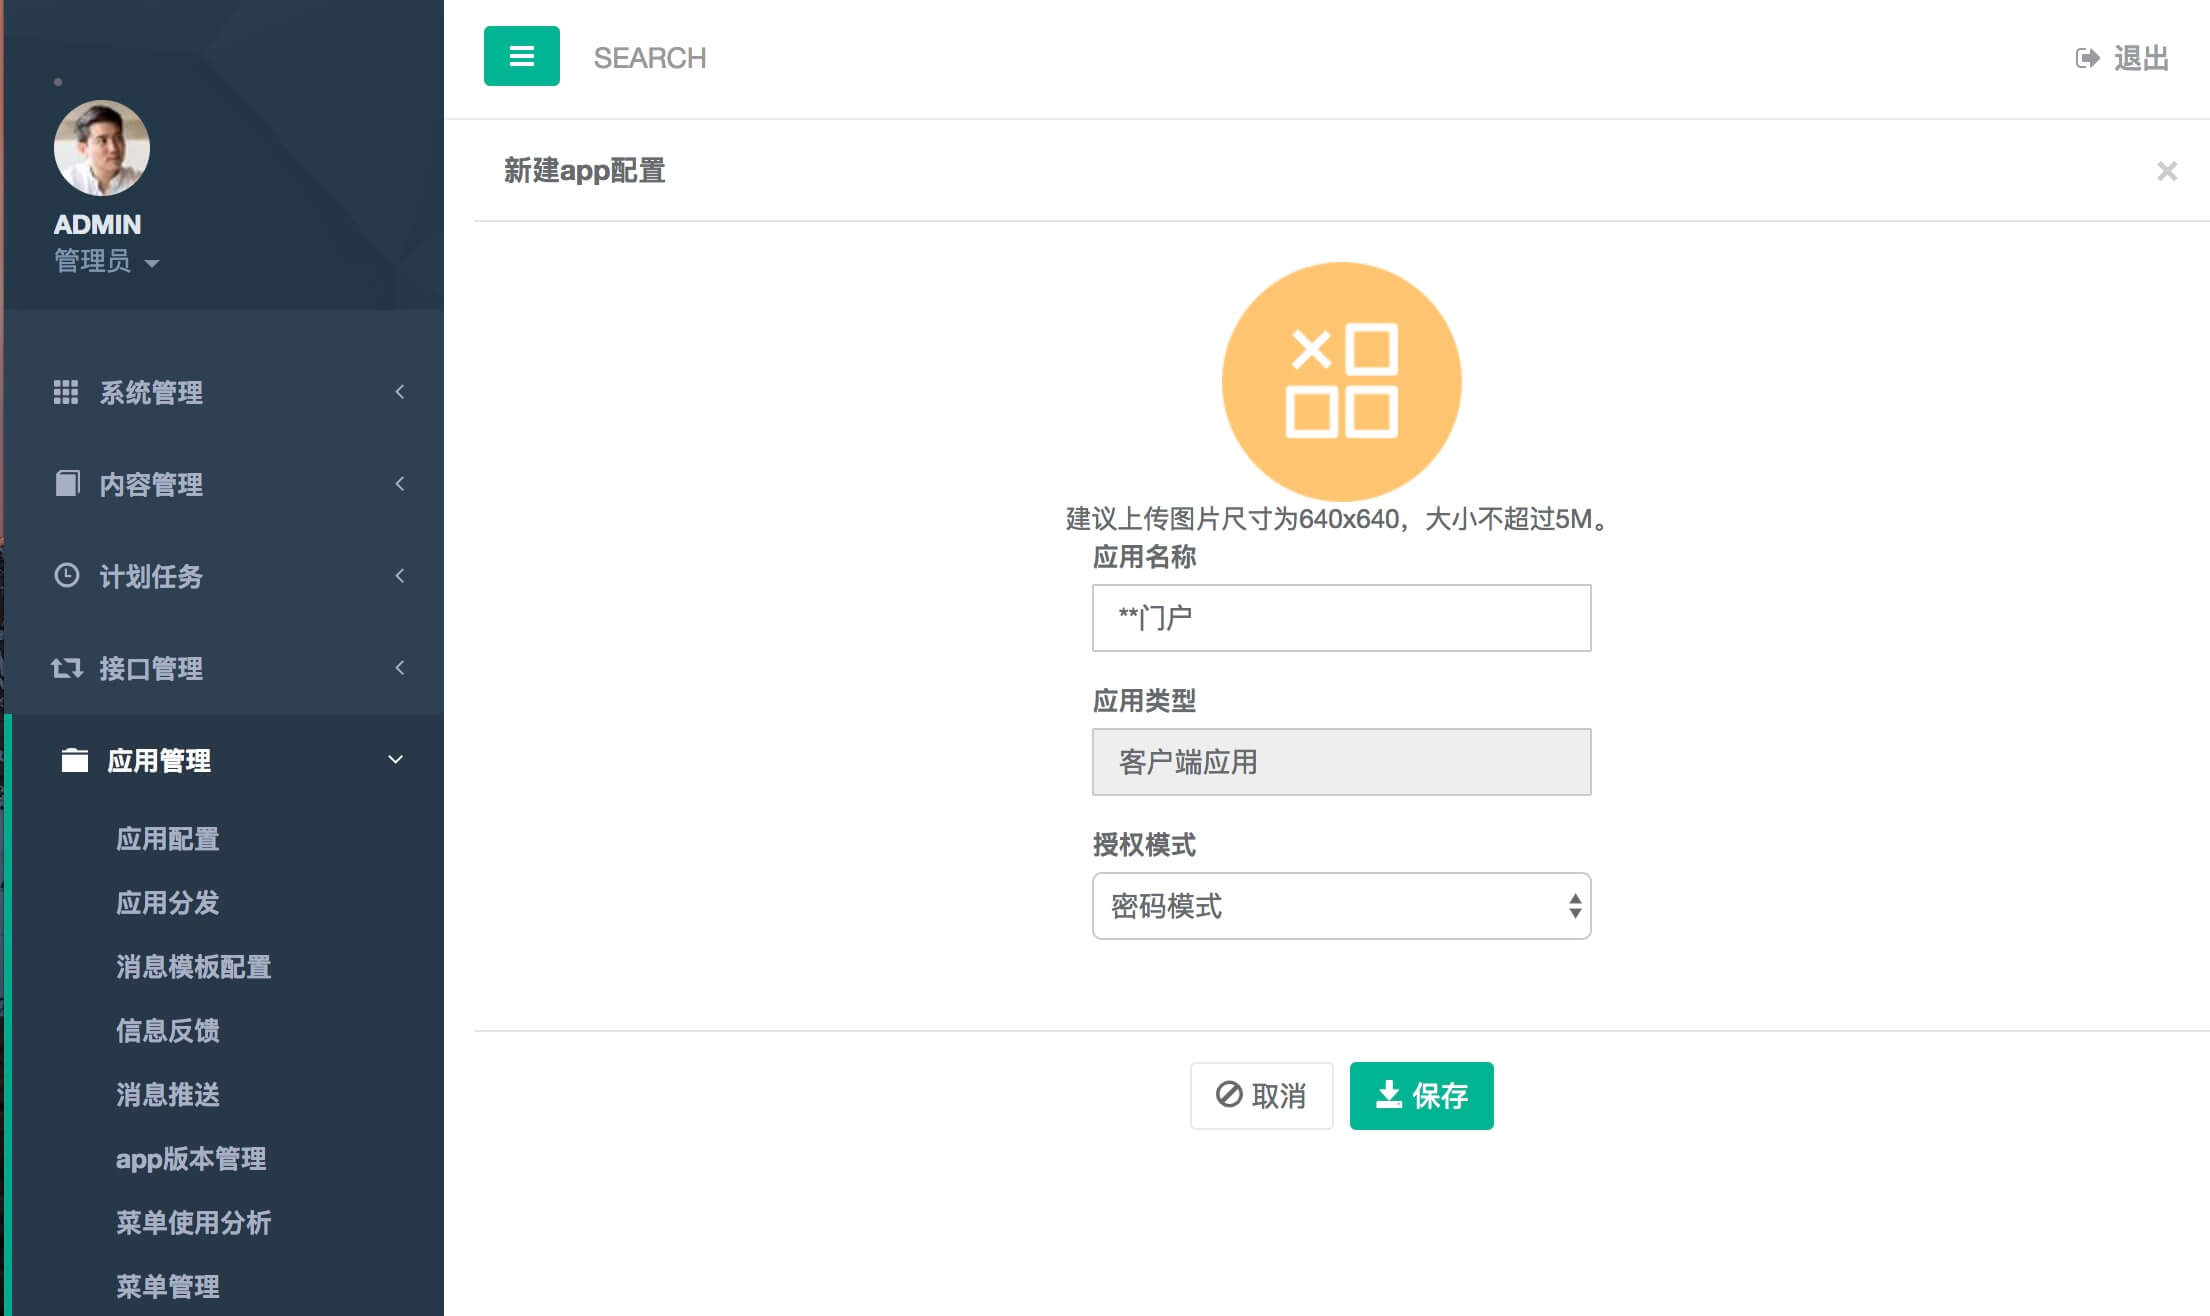 SEARCH
退出
ADMIN
管理员
系统管理
内容管理
计划任务
接口管理
应用管理
应用配置
应用分发
消息模板配置
信息反馈
消息推送
app版本管理
菜单使用分析
菜单管理
新建app配置
建议上传图片尺寸为640x640，大小不超过5M。
应用名称
**门户
应用类型
客户端应用
授权模式
密码模式
取消
保存